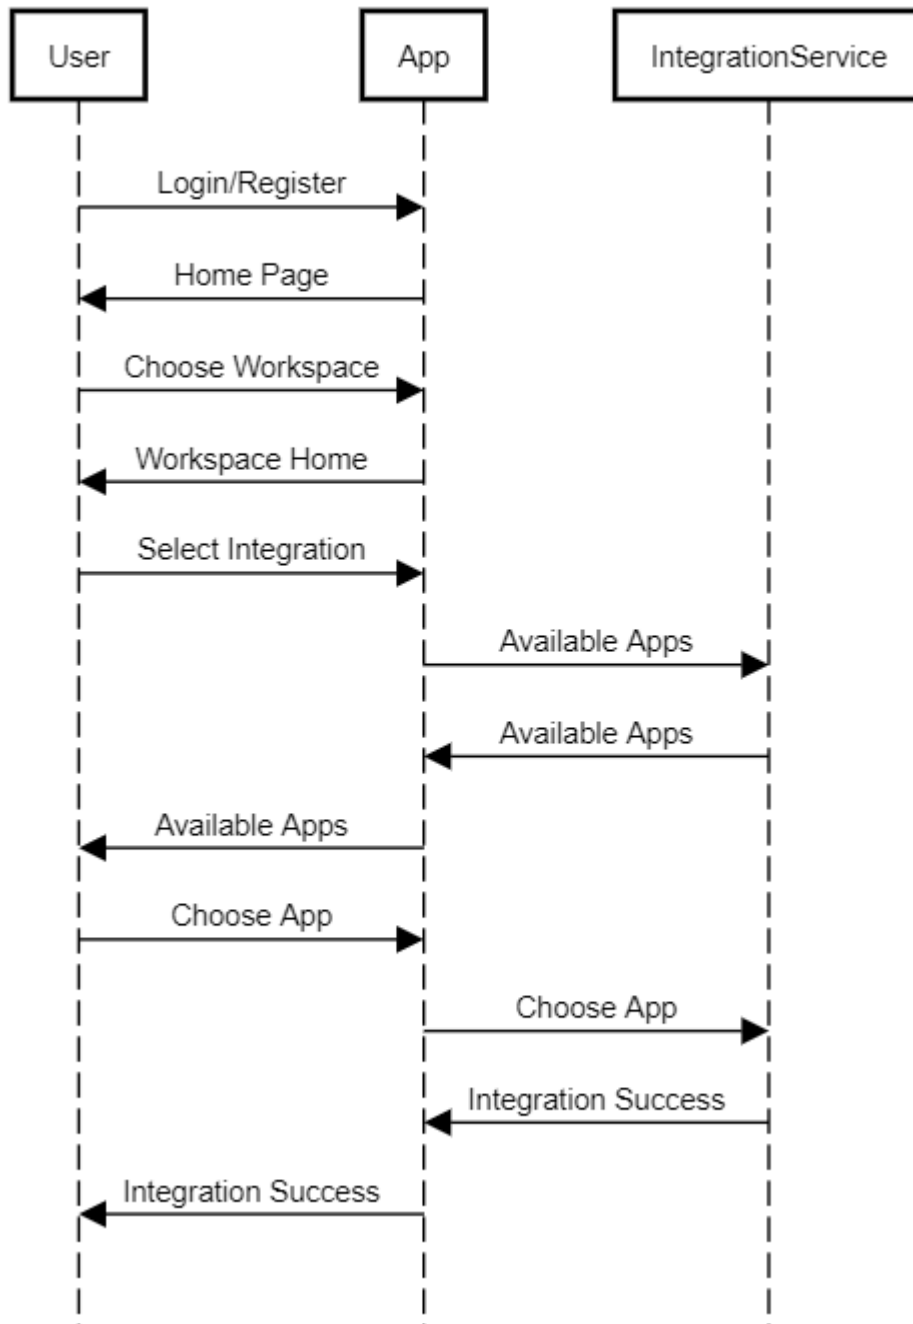 User
App
IntegrationService
Login/Register
Home Page
Choose Workspace
Workspace Home
Select Integration
Available Apps
Available Apps
Available Apps
Choose App
Choose App
Integration Success
Integration Success